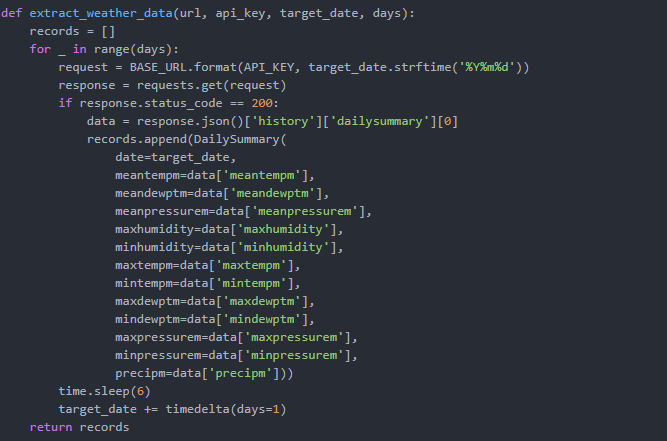 def extract_weather_data(url, api_key, target_date, days):
    records = []
    for _ in range(days):
        request = BASE_URL.format(API_KEY, target_date.strftime('%Y%m%d'))
        response = requests.get(request)
        if response.status_code == 200:
            data = response.json()['history']['dailysummary'][0]
            records.append(DailySummary(
                date=target_date,
                meantempm=data['meantempm'],
                meandewptm=data['meandewptm'],
                meanpressurem=data['meanpressurem'],
                maxhumidity=data['maxhumidity'],
                minhumidity=data['minhumidity'],
                maxtempm=data['maxtempm'],
                mintempm=data['mintempm'],
                maxdewptm=data['maxdewptm'],
                mindewptm=data['mindewptm'],
                maxpressurem=data['maxpressurem'],
                minpressurem=data['minpressurem'],
                precipm=data['precipm']))
        time.sleep(6)
        target_date += timedelta(days=1)
    return records